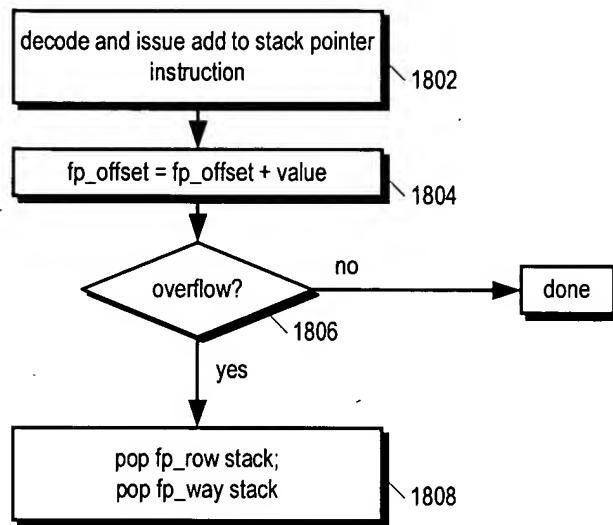 decode and issue add to stack pointer
instruction
1802
fp_offset = fp_offset + value
1804
overflow?
no
done
1806
yes
pop fp_row stack;
pop fp_way stack
1808